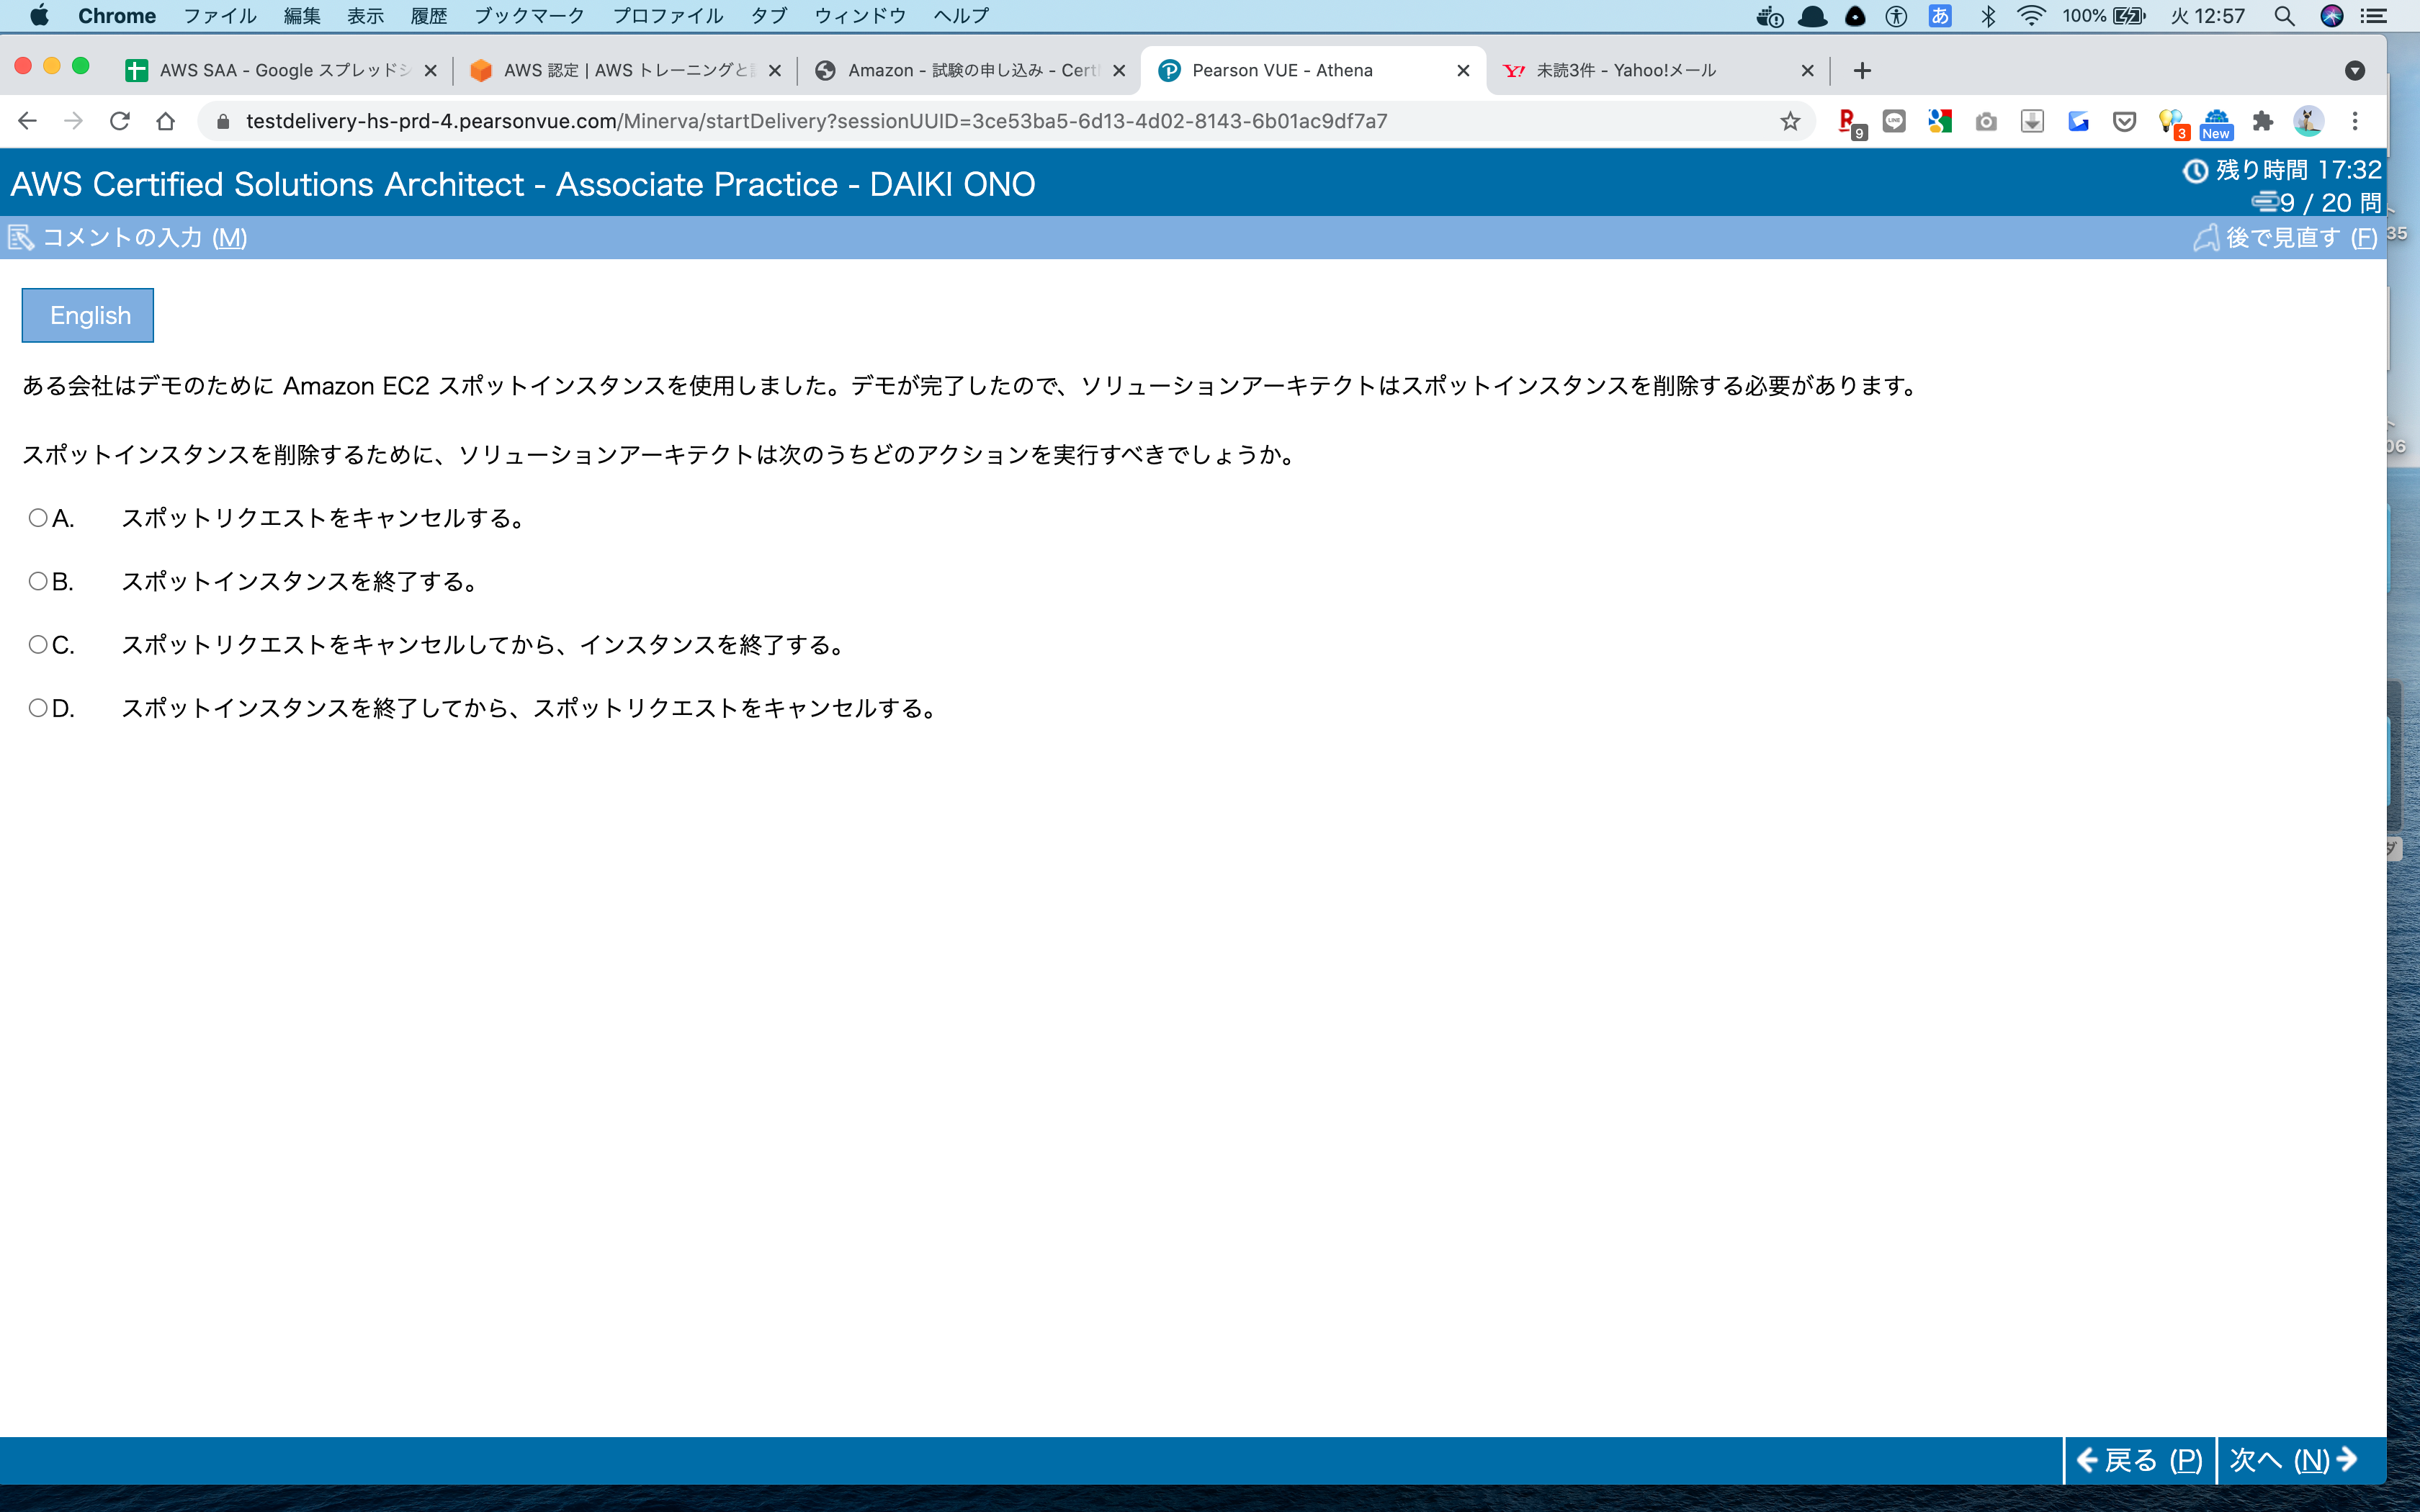 Chrome ファイル 編集 表示 履歴 ブックマーク プロファイル タブ ウィンドウ ヘルプ あ 100% 火 12:57
AWS SAA - Google スプレッドシ AWS 認定 | AWS トレーニングと Amazon - 試験の申し込み - Cert Pearson VUE - Athena Y! 未読3件 - Yahoo!メール
testdelivery-hs-prd-4.pearsonvue.com/Minerva/startDelivery?sessionUUID=3ce53ba5-6d13-4d02-8143-6b01ac9df7a7 R 9 LINE 3 New
AWS Certified Solutions Architect - Associate Practice - DAIKI ONO
残り時間 17:32
9 / 20 問
コメントの入力 (M) 後で見直す (F)
35
English
ある会社はデモのために Amazon EC2 スポットインスタンスを使用しました。デモが完了したので、ソリューションアーキテクトはスポットインスタンスを削除する必要があります。
06
スポットインスタンスを削除するために、ソリューションアーキテクトは次のうちどのアクションを実行すべきでしょうか。
A. スポットリクエストをキャンセルする。
B. スポットインスタンスを終了する。
C. スポットリクエストをキャンセルしてから、インスタンスを終了する。
D. スポットインスタンスを終了してから、スポットリクエストをキャンセルする。
ダ
戻る (P) 次へ (N)